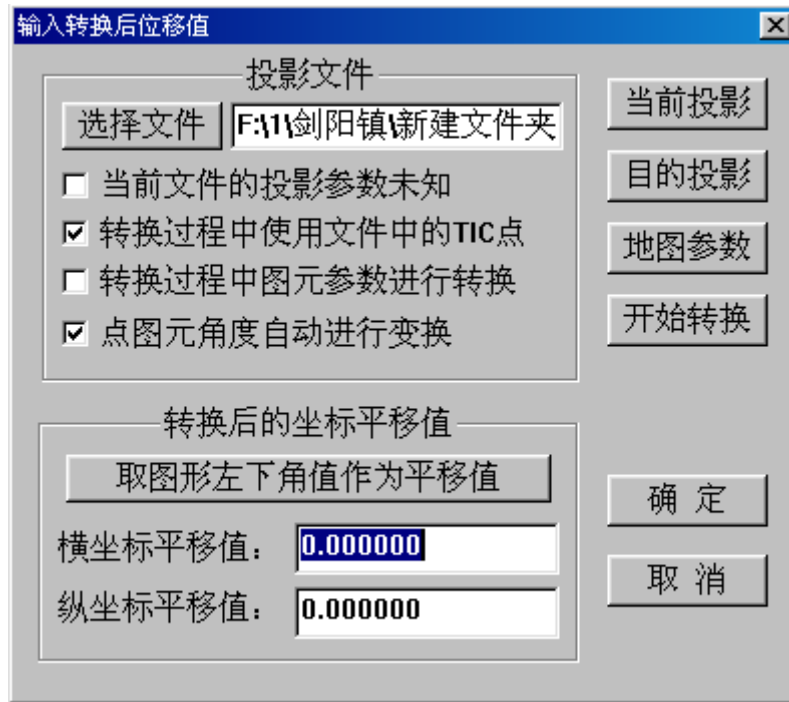 输入转换后位移值
投影文件
选择文件 F:\1\剑阳镇\新建文件夹
当前文件的投影参数未知
转换过程中使用文件中的TIC点
转换过程中图元参数进行转换
点图元角度自动进行变换
当前投影
目的投影
地图参数
开始转换
转换后的坐标平移值
取图形左下角值作为平移值
横坐标平移值： 0.000000
纵坐标平移值： 0.000000
确 定
取 消